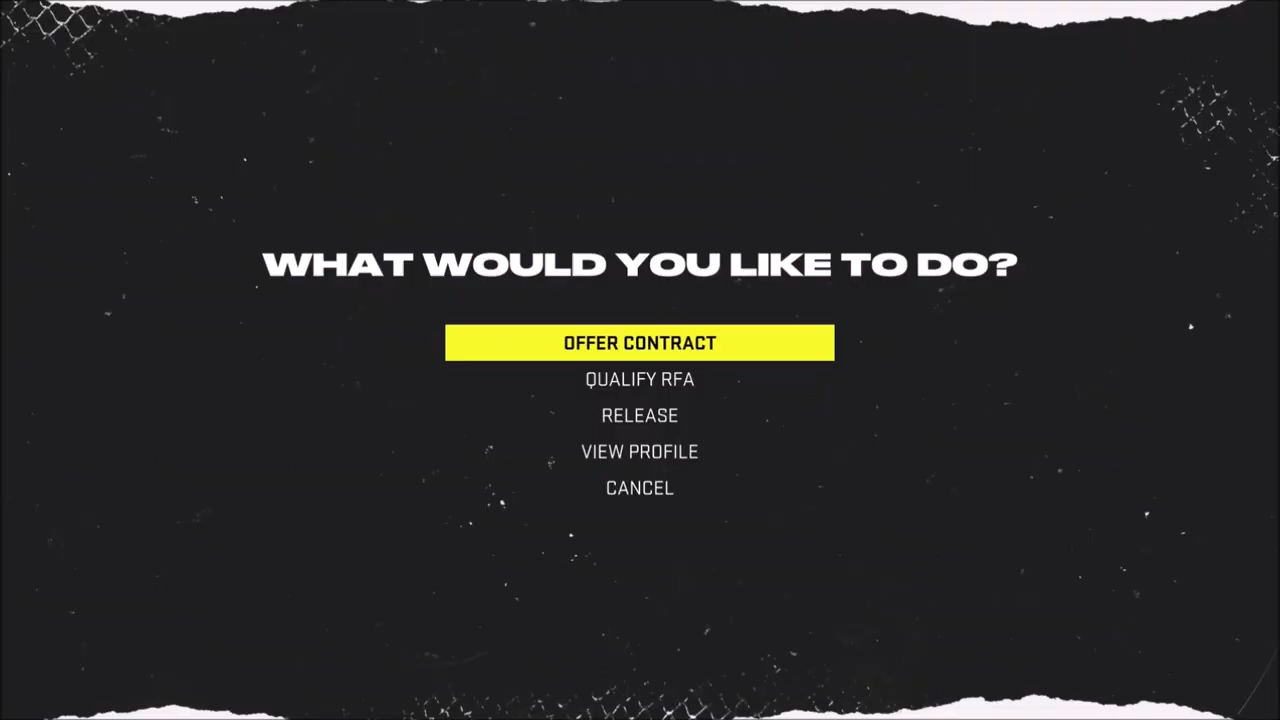 WHAT WOULD YOU LIKE TO DO?
OFFER CONTRACT
QUALIFY RFA
RELEASE
VIEW PROFILE
CANCEL